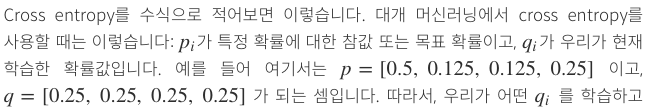 Cross entropy를 수식으로 적어보면 이렇습니다. 대개 머신러닝에서 cross entropy를
사용할 때는 이렇습니다: p_i가 특정 확률에 대한 참값 또는 목표 확률이고, q_i가 우리가 현재
학습한 확률값입니다. 예를 들어 여기서는 p = [0.5, 0.125, 0.125, 0.25] 이고,
q = [0.25, 0.25, 0.25, 0.25] 가 되는 셈입니다. 따라서, 우리가 어떤 q_i 를 학습하고